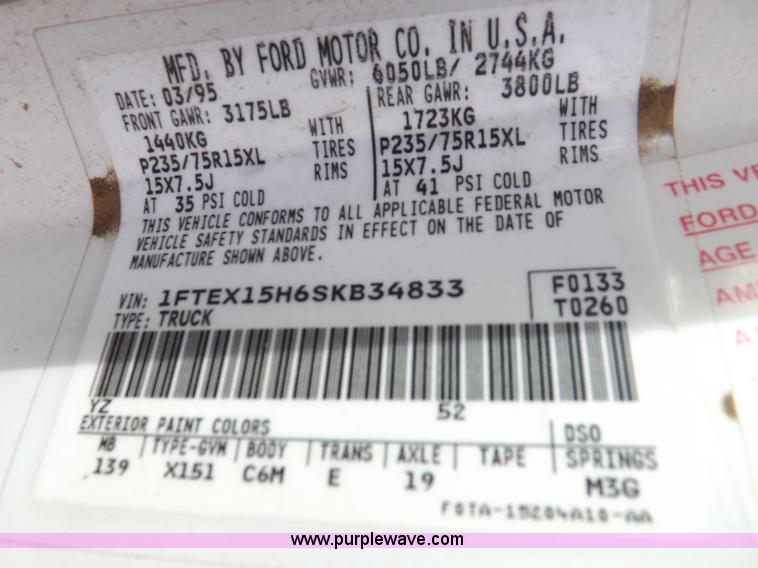 MFD. BY FORD MOTOR CO. IN U.S.A.
DATE: 03/95 GVWR: 6050LB/ 2744KG
FRONT GAWR: 3175LB REAR GAWR: 3800LB
1440KG WITH 1723KG WITH
P235/75R15XL TIRES P235/75R15XL TIRES
15X7.5J RIMS 15X7.5J RIMS
AT 35 PSI COLD AT 41 PSI COLD
THIS VEHICLE CONFORMS TO ALL APPLICABLE FEDERAL MOTOR
VEHICLE SAFETY STANDARDS IN EFFECT ON THE DATE OF
MANUFACTURE SHOWN ABOVE.
VIN: 1FTEX15H6SKB34833 F0133
TYPE: TRUCK T0260
YZ 52
EXTERIOR PAINT COLORS DSO
WB TYPE-GVW BODY TRANS AXLE TAPE SPRINGS
139 X151 C6M E 19 M3G
F0TA-15204A10-AA
THIS VE
FORD
AGE
AM
A
www.purplewave.com